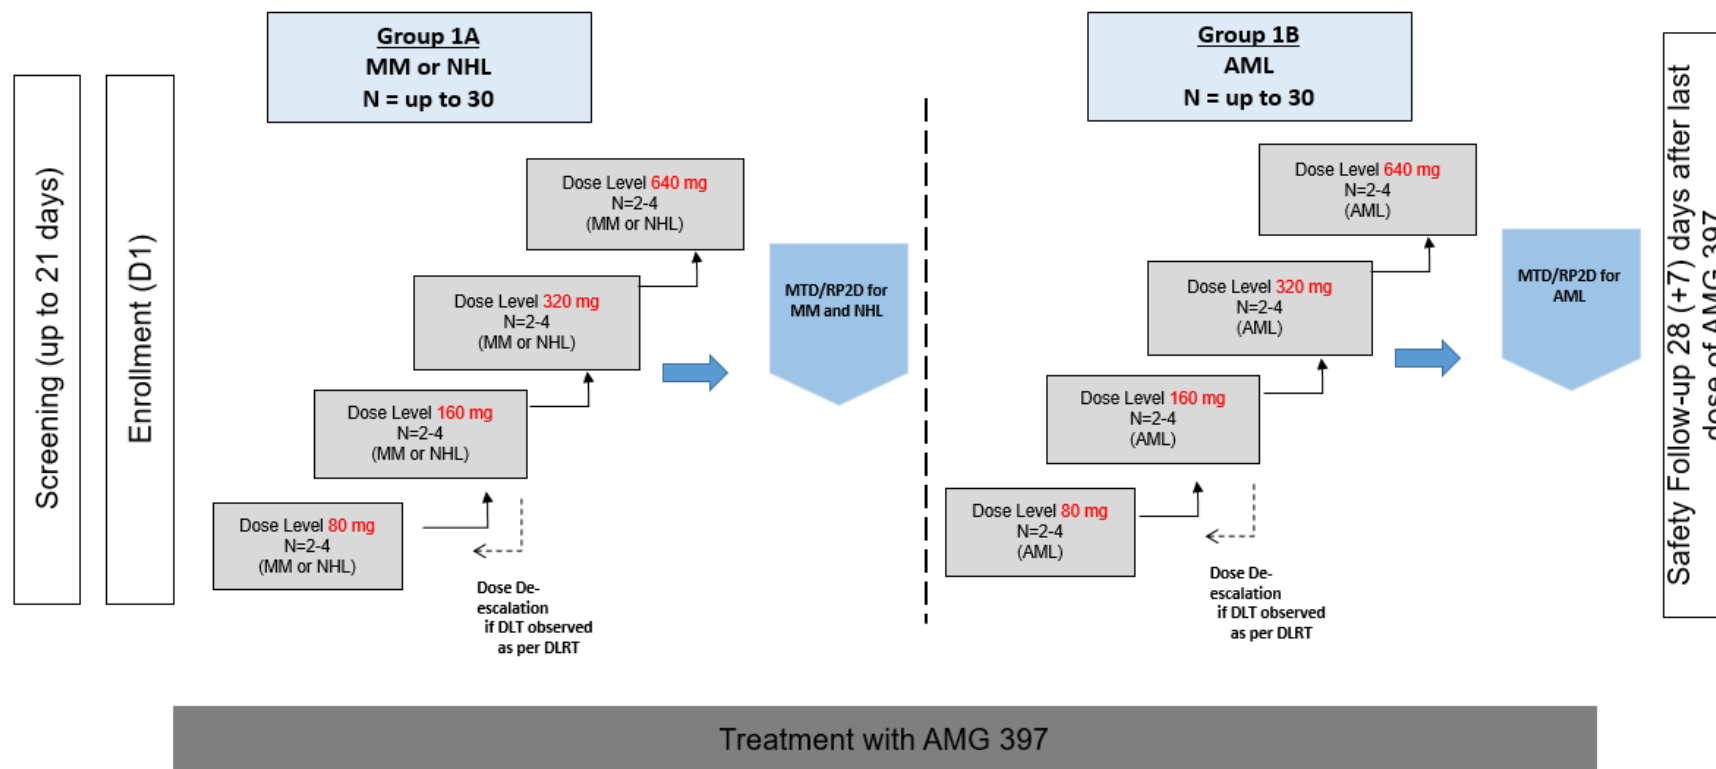 Screening (up to 21 days)
Enrollment (D1)
Group 1A
MM or NHL
N = up to 30
Dose Level 640 mg
N=2-4
(MM or NHL)
Dose Level 320 mg
N=2-4
(MM or NHL)
Dose Level 160 mg
N=2-4
(MM or NHL)
Dose Level 80 mg
N=2-4
(MM or NHL)
Dose De-
escalation
if DLT observed
as per DLRT
MTD/RP2D for
MM and NHL
Group 1B
AML
N = up to 30
Dose Level 640 mg
N=2-4
(AML)
Dose Level 320 mg
N=2-4
(AML)
Dose Level 160 mg
N=2-4
(AML)
Dose Level 80 mg
N=2-4
(AML)
Dose De-
escalation
if DLT observed
as per DLRT
MTD/RP2D for
AML
Safety Follow-up 28 (+7) days after last
dose of AMG 397
Treatment with AMG 397